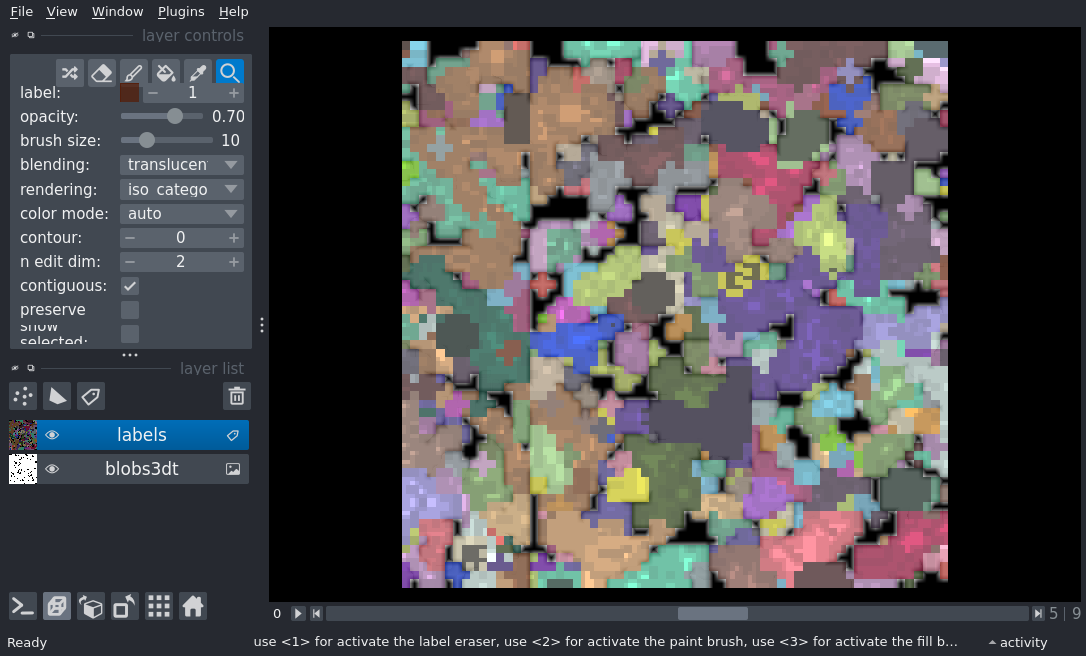 File View Window Plugins Help
layer controls
label: 1
opacity: 0.70
brush size: 10
blending: translucen
rendering: iso catego
color mode: auto
contour: 0
n edit dim: 2
contiguous:
preserve
show
selected:
layer list
labels
blobs3dt
0 5 | 9
Ready use <1> for activate the label eraser, use <2> for activate the paint brush, use <3> for activate the fill b... activity